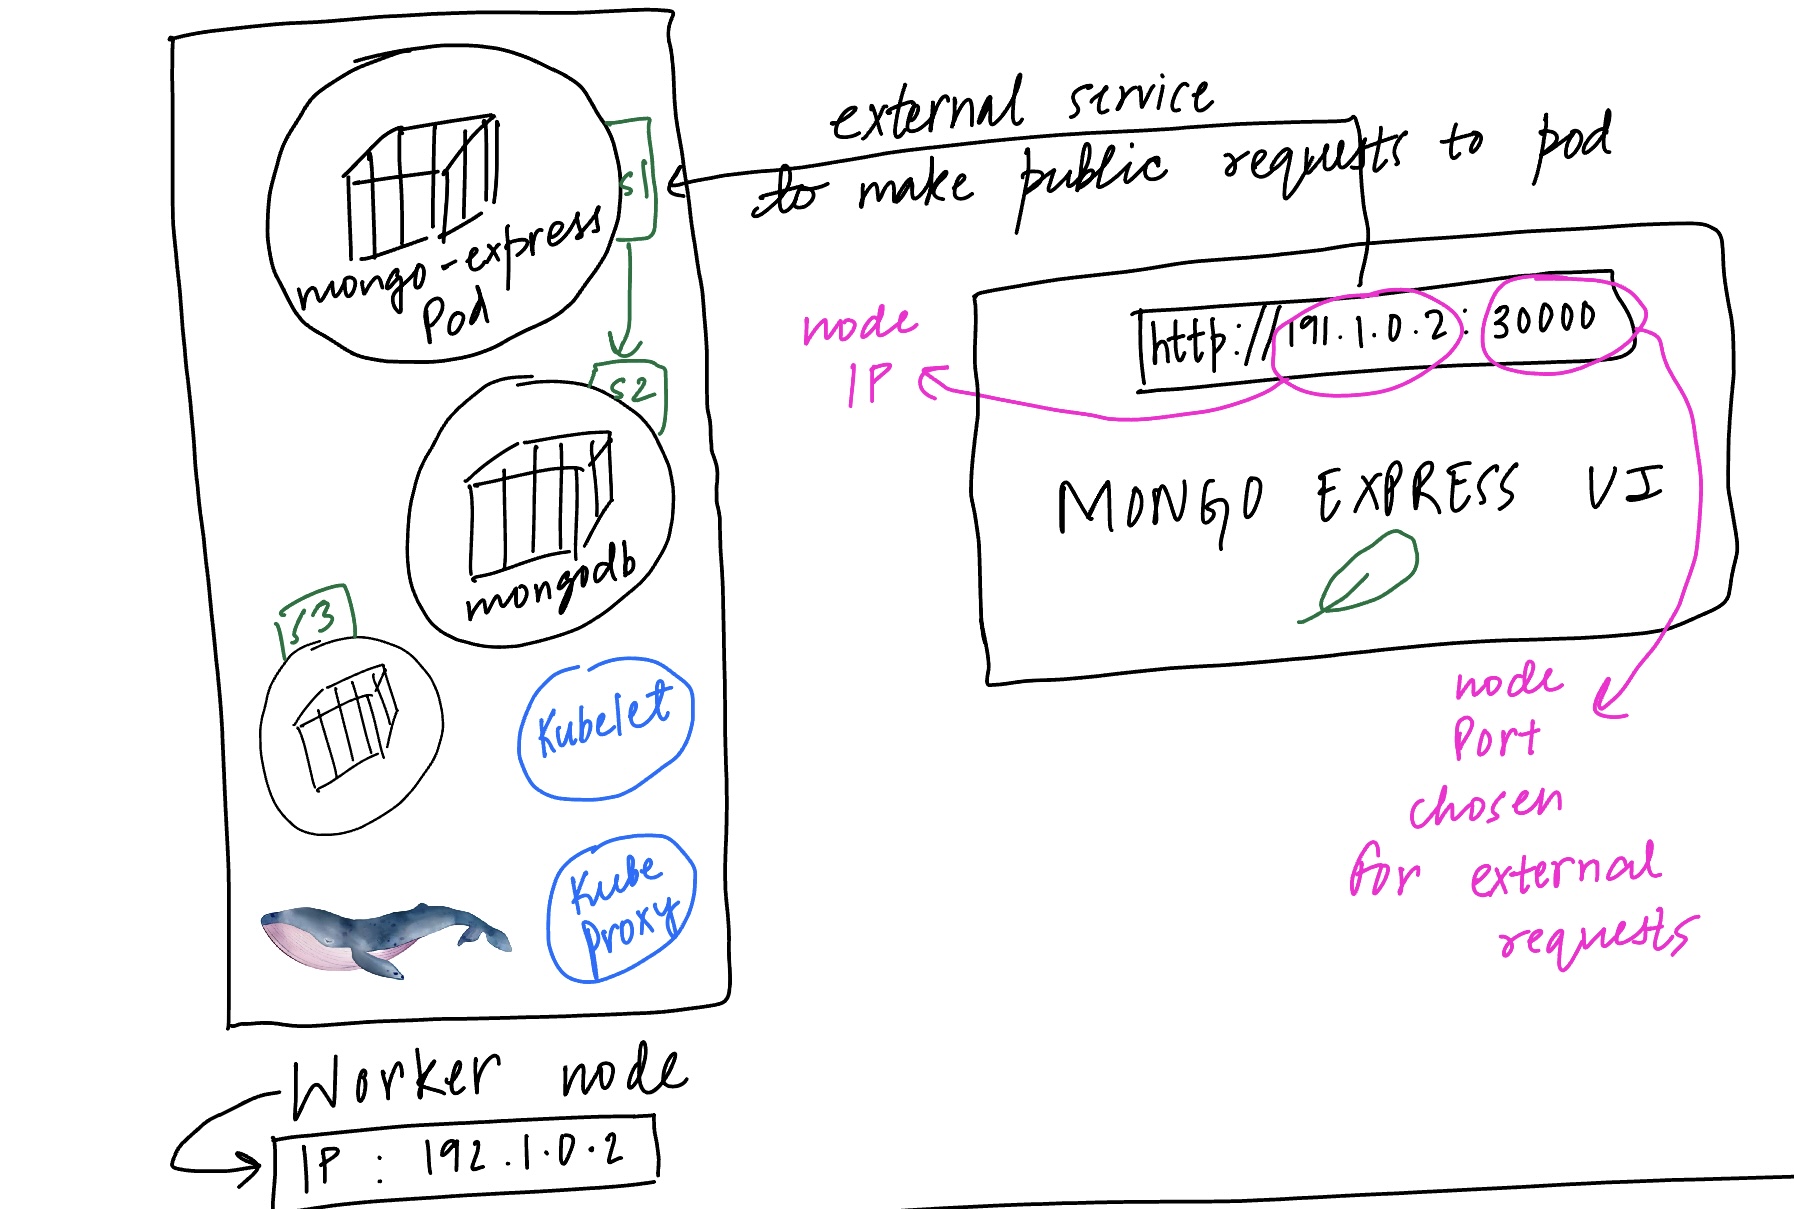 external service
to make public requests to pod
S1
mongo-express
Pod
S2
mongodb
S3
Kubelet
Kube
proxy
Worker node
IP : 192.1.0.2
http://191.1.0.2:30000
node
IP
MONGO EXPRESS UI
node
Port
chosen
for external
requests